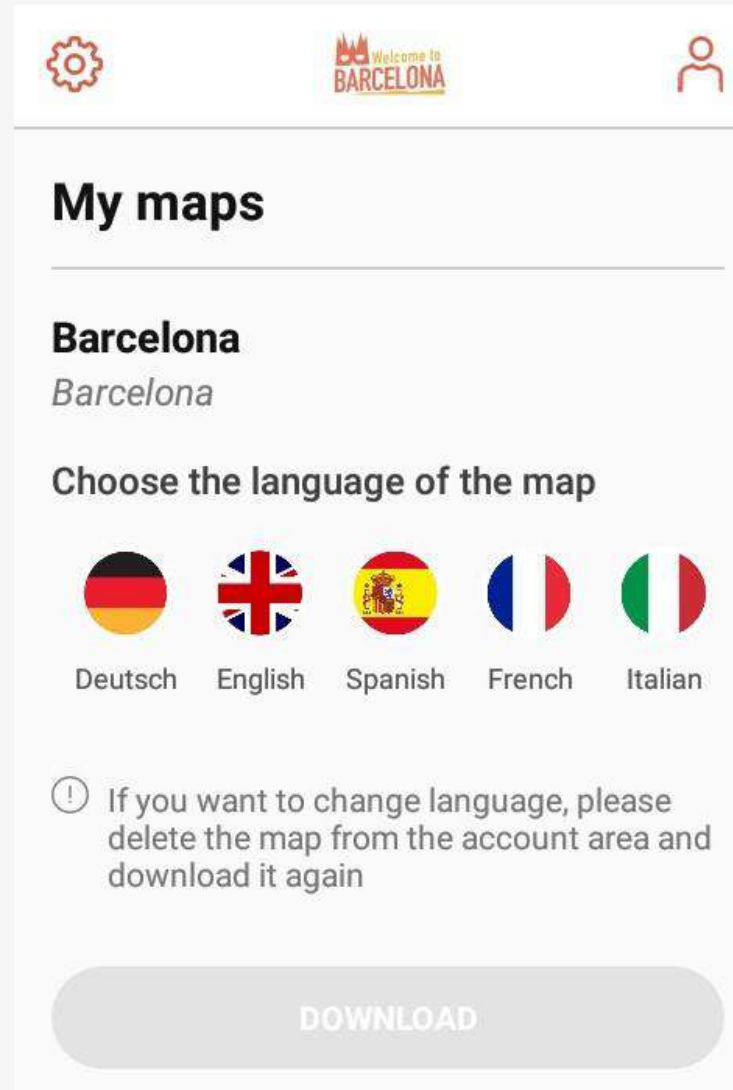 Welcome to
BARCELONA
My maps
Barcelona
Barcelona
Choose the language of the map
Deutsch English Spanish French Italian
If you want to change language, please
delete the map from the account area and
download it again
DOWNLOAD